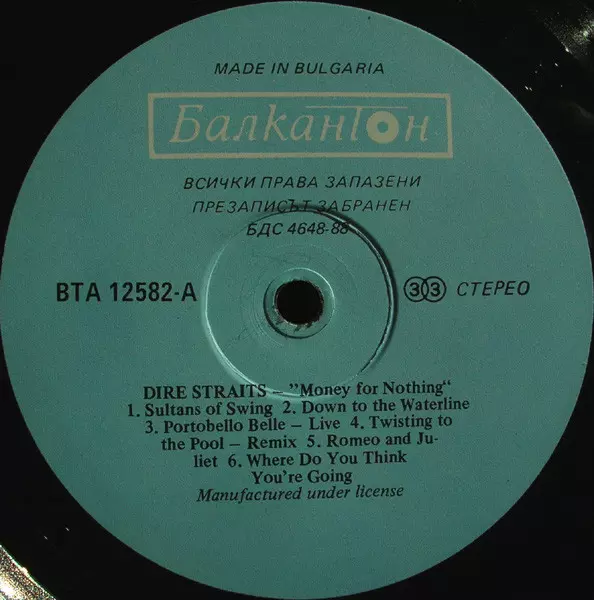 MADE IN BULGARIA
Балкантон
ВСИЧКИ ПРАВА ЗАПАЗЕНИ
ПРЕЗАПИСЪТ ЗАБРАНЕН
БДС 4648-88
ВТА 12582-А
33 СТЕРЕО
DIRE STRAITS – "Money for Nothing"
1. Sultans of Swing 2. Down to the Waterline
3. Portobello Belle – Live 4. Twisting to
the Pool – Remix 5. Romeo and Ju-
liet 6. Where Do You Think
You're Going
Manufactured under license